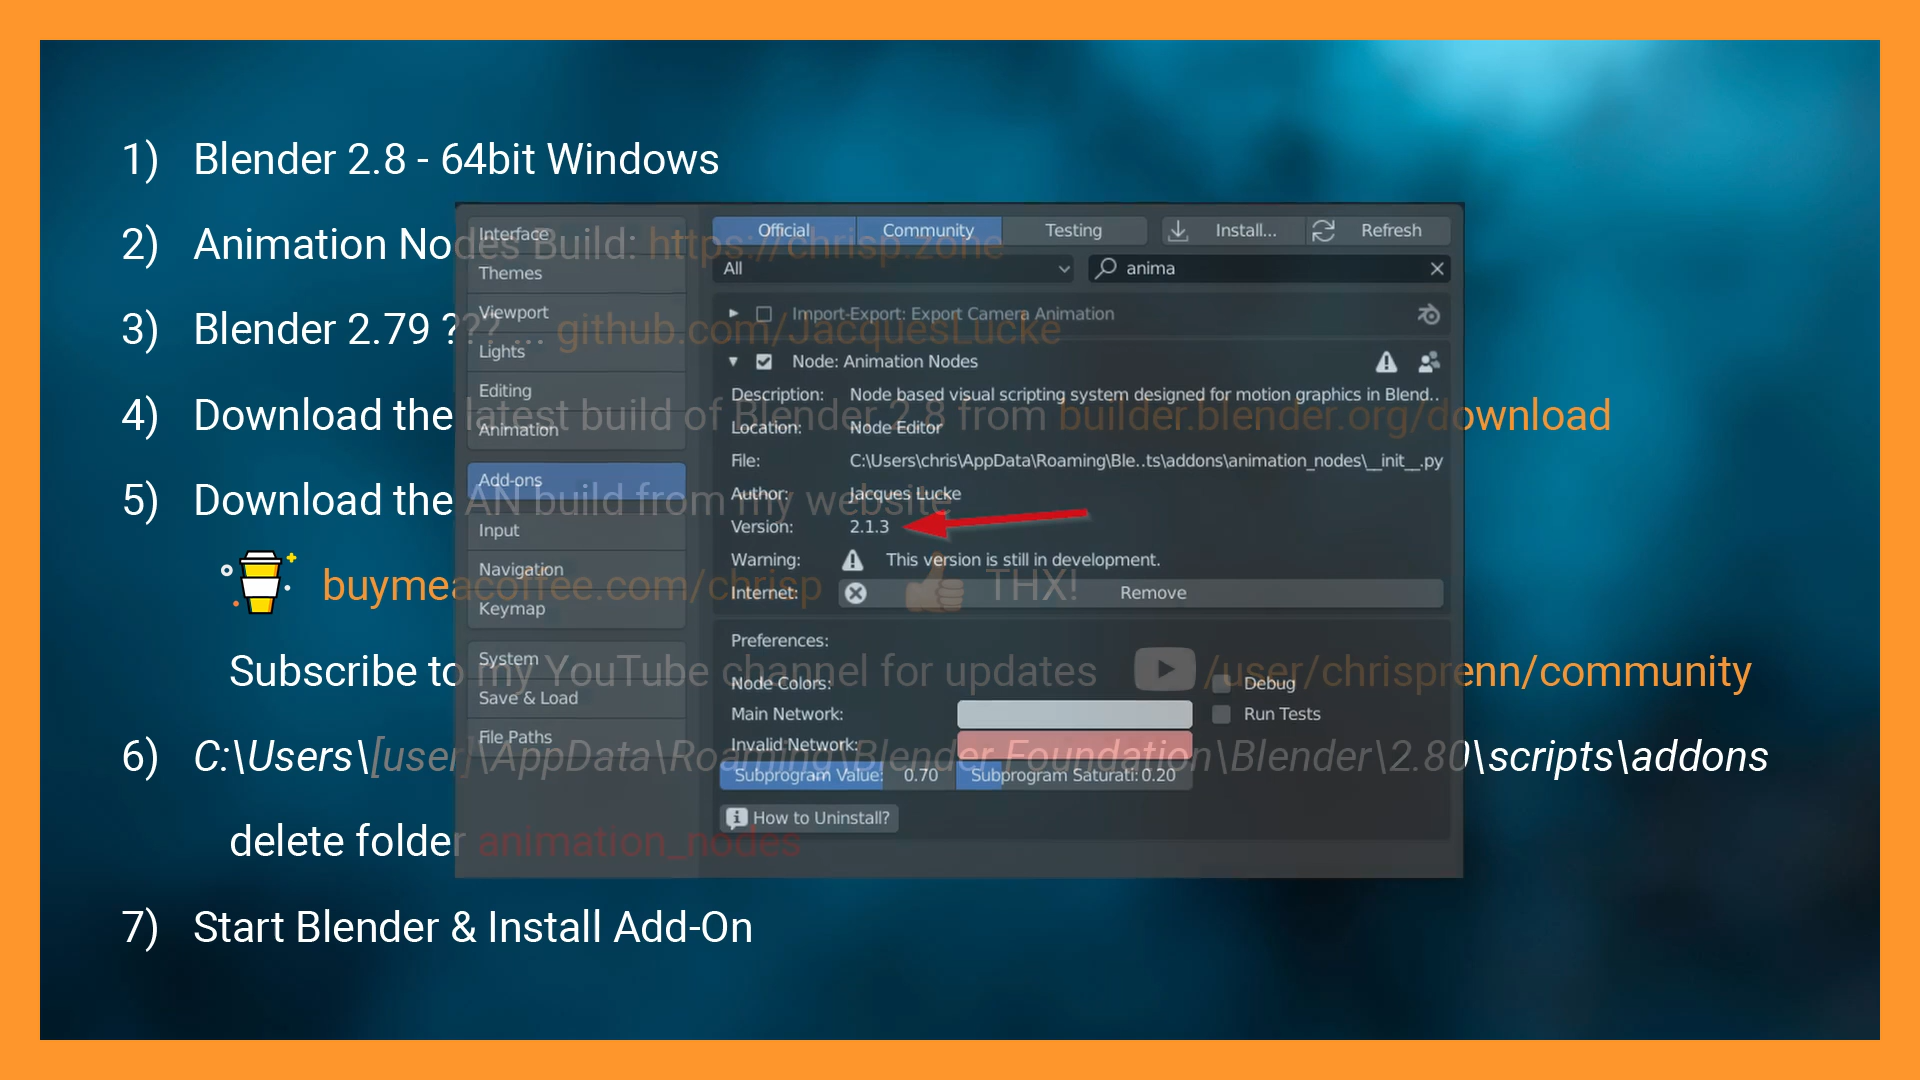 1) Blender 2.8 - 64bit Windows
2) Animation Nodes Build: https://chrisp.zone
3) Blender 2.79 ??? ... github.com/JacquesLucke
4) Download the latest build of Blender 2.8 from builder.blender.org/download
5) Download the AN build from my website
buymeacoffee.com/chrisp THX!
Subscribe to my YouTube channel for updates /user/chrisprenn/community
6) C:\Users\[user]\AppData\Roaming\Blender Foundation\Blender\2.80\scripts\addons
delete folder animation_nodes
7) Start Blender & Install Add-On
Interface
Themes
Viewport
Lights
Editing
Animation
Add-ons
Input
Navigation
Keymap
System
Save & Load
File Paths
Official Community Testing Install... Refresh
All anima
Import-Export: Export Camera Animation
Node: Animation Nodes
Description: Node based visual scripting system designed for motion graphics in Blend..
Location: Node Editor
File: C:\Users\chris\AppData\Roaming\Ble..ts\addons\animation_nodes\__init__.py
Author: Jacques Lucke
Version: 2.1.3
Warning: This version is still in development.
Internet: Remove
Preferences:
Node Colors: Debug
Main Network: Run Tests
Invalid Network:
Subprogram Value: 0.70 Subprogram Saturati: 0.20
How to Uninstall?